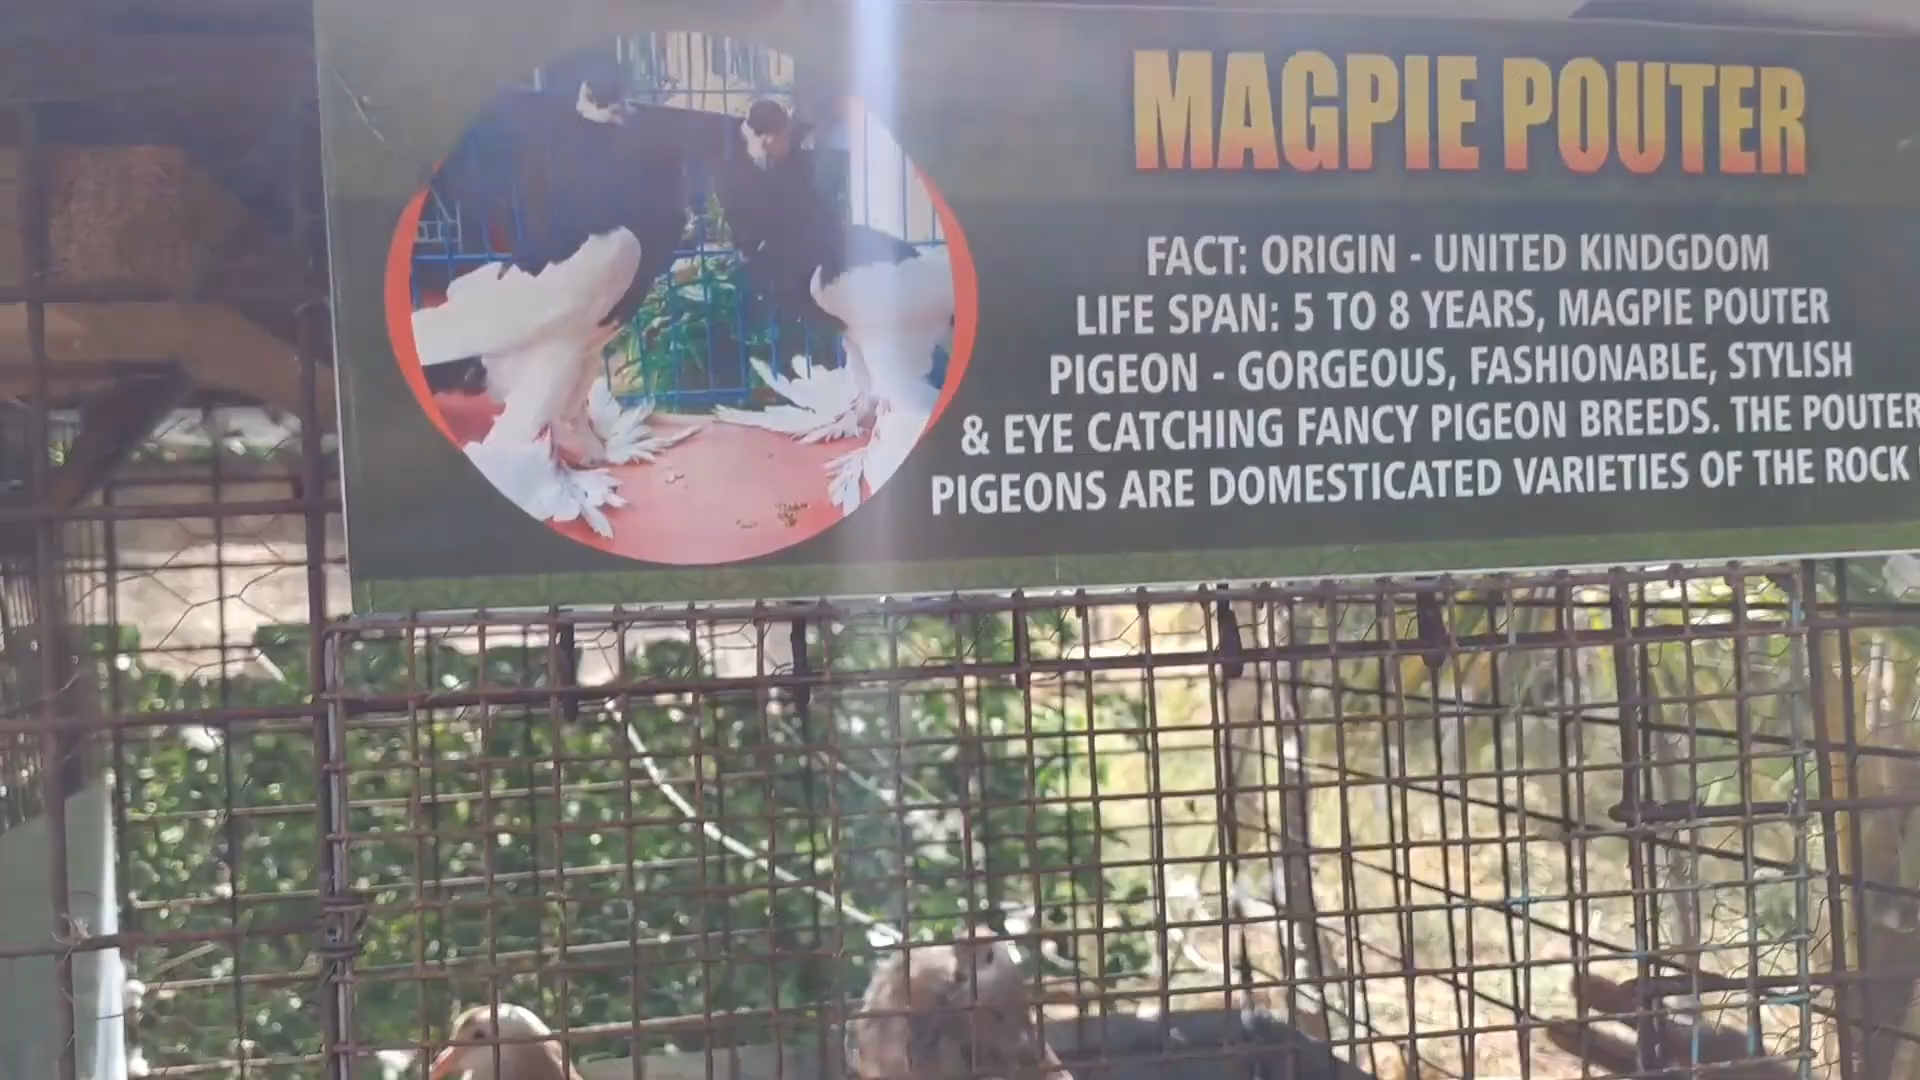 MAGPIE POUTER
FACT: ORIGIN - UNITED KINDGDOM
LIFE SPAN: 5 TO 8 YEARS, MAGPIE POUTER
PIGEON - GORGEOUS, FASHIONABLE, STYLISH
& EYE CATCHING FANCY PIGEON BREEDS. THE POUTER
PIGEONS ARE DOMESTICATED VARIETIES OF THE ROCK